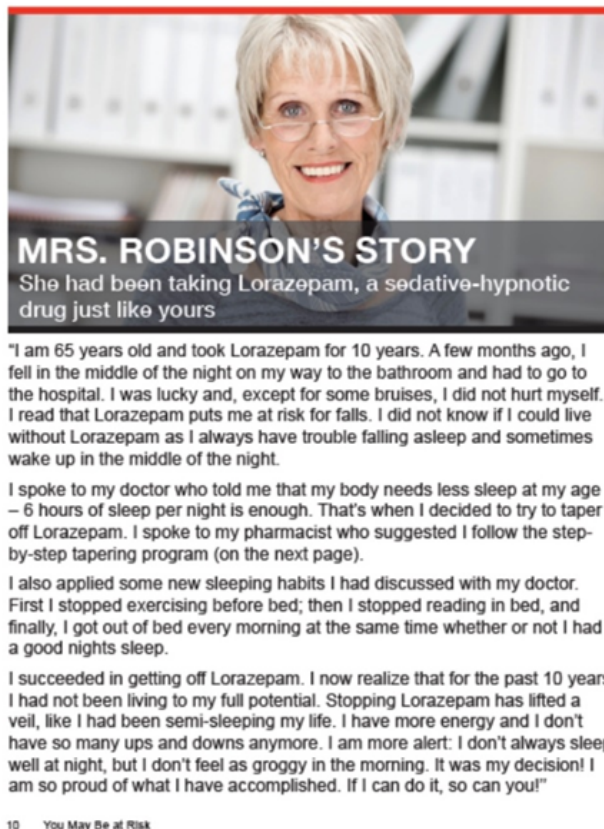 MRS. ROBINSON'S STORY
She had been taking Lorazepam, a sedative-hypnotic
drug just like yours
"I am 65 years old and took Lorazepam for 10 years. A few months ago, I
fell in the middle of the night on my way to the bathroom and had to go to
the hospital. I was lucky and, except for some bruises, I did not hurt myself.
I read that Lorazepam puts me at risk for falls. I did not know if I could live
without Lorazepam as I always have trouble falling asleep and sometimes
wake up in the middle of the night.
I spoke to my doctor who told me that my body needs less sleep at my age
– 6 hours of sleep per night is enough. That's when I decided to try to taper
off Lorazepam. I spoke to my pharmacist who suggested I follow the step-
by-step tapering program (on the next page).
I also applied some new sleeping habits I had discussed with my doctor.
First I stopped exercising before bed; then I stopped reading in bed, and
finally, I got out of bed every morning at the same time whether or not I had
a good nights sleep.
I succeeded in getting off Lorazepam. I now realize that for the past 10 years
I had not been living to my full potential. Stopping Lorazepam has lifted a
veil, like I had been semi-sleeping my life. I have more energy and I don't
have so many ups and downs anymore. I am more alert: I don't always sleep
well at night, but I don't feel as groggy in the morning. It was my decision! I
am so proud of what I have accomplished. If I can do it, so can you!"
10 You May Be at Risk